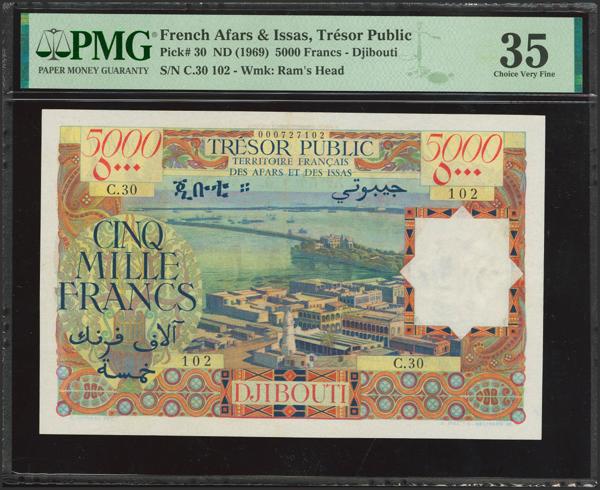 PMG
PAPER MONEY GUARANTY
French Afars & Issas, Trésor Public
Pick# 30 ND (1969) 5000 Francs - Djibouti
S/N C.30 102 - Wmk: Ram's Head
35
Choice Very Fine
5000
٥٠٠٠
C.30
000727102
TRÉSOR PUBLIC
TERRITOIRE FRANÇAIS
DES AFARS ET DES ISSAS
5000
٥٠٠٠
102
جيبوتي
CINQ
MILLE
FRANCS
آلاف فرنك
خمسة
102
C.30
DJIBOUTI